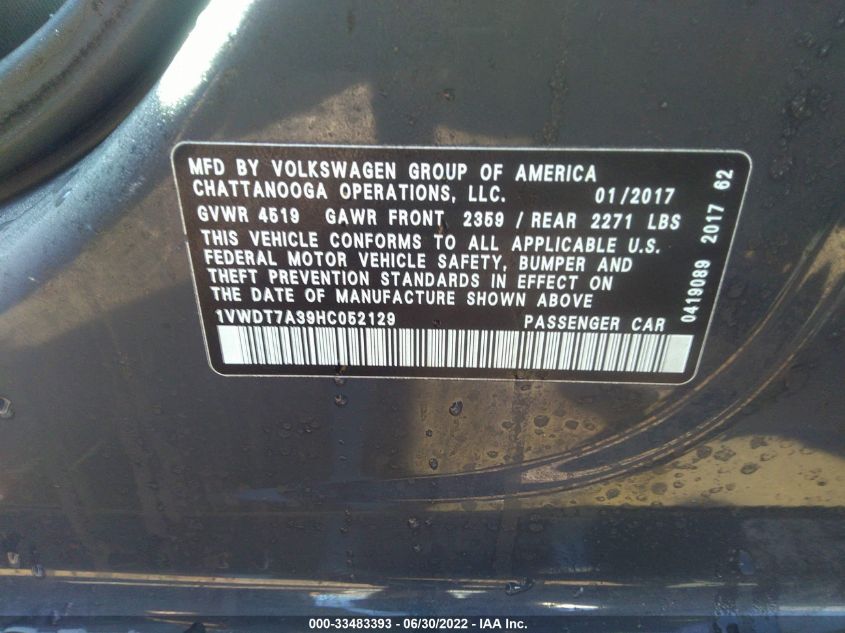 MFD BY VOLKSWAGEN GROUP OF AMERICA
CHATTANOOGA OPERATIONS, LLC. 01/2017
GVWR 4519 GAWR FRONT 2359 / REAR 2271 LBS
THIS VEHICLE CONFORMS TO ALL APPLICABLE U.S.
FEDERAL MOTOR VEHICLE SAFETY, BUMPER AND
THEFT PREVENTION STANDARDS IN EFFECT ON
THE DATE OF MANUFACTURE SHOWN ABOVE
1VWDT7A39HC052129 PASSENGER CAR
0419089 2017 62
000-33483393 - 06/30/2022 - IAA Inc.